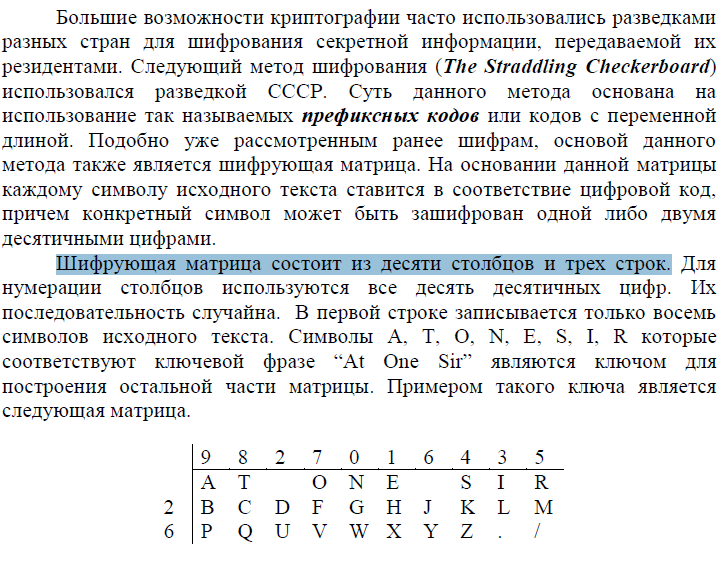 Большие возможности криптографии часто использовались разведками
разных стран для шифрования секретной информации, передаваемой их
резидентами. Следующий метод шифрования (The Straddling Checkerboard)
использовался разведкой СССР. Суть данного метода основана на
использование так называемых префиксных кодов или кодов с переменной
длиной. Подобно уже рассмотренным ранее шифрам, основой данного
метода также является шифрующая матрица. На основании данной матрицы
каждому символу исходного текста ставится в соответствие цифровой код,
причем конкретный символ может быть зашифрован одной либо двумя
десятичными цифрами.
Шифрующая матрица состоит из десяти столбцов и трех строк. Для
нумерации столбцов используются все десять десятичных цифр. Их
последовательность случайна. В первой строке записывается только восемь
символов исходного текста. Символы A, T, O, N, E, S, I, R которые
соответствуют ключевой фразе “At One Sir” являются ключом для
построения остальной части матрицы. Примером такого ключа является
следующая матрица.
9 8 2 7 0 1 6 4 3 5
A T O N E S I R
2 B C D F G H J K L M
6 P Q U V W X Y Z . /